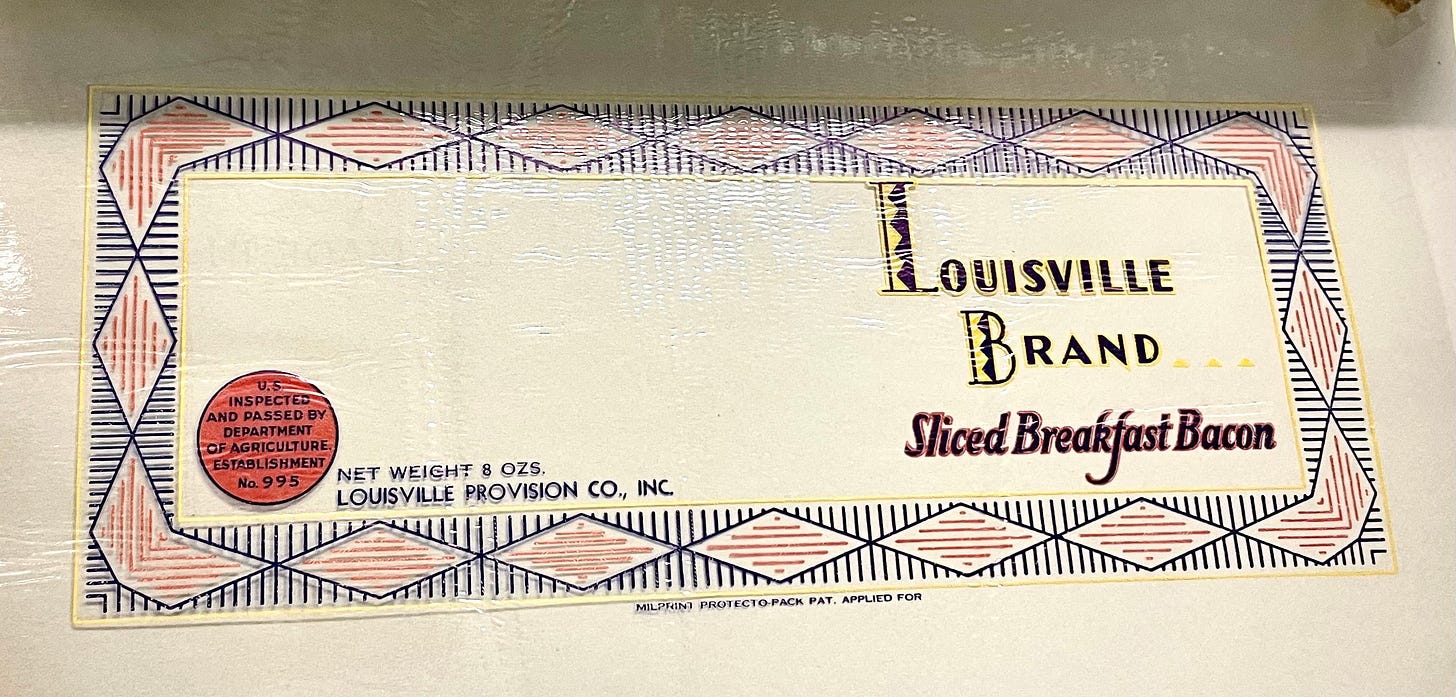 LOUISVILLE
BRAND...
Sliced Breakfast Bacon
U.S.
INSPECTED
AND PASSED BY
DEPARTMENT
OF AGRICULTURE
ESTABLISHMENT
No. 995
NET WEIGHT 8 OZS.
LOUISVILLE PROVISION CO., INC.
MILPRINT PROTECTO-PACK PAT. APPLIED FOR